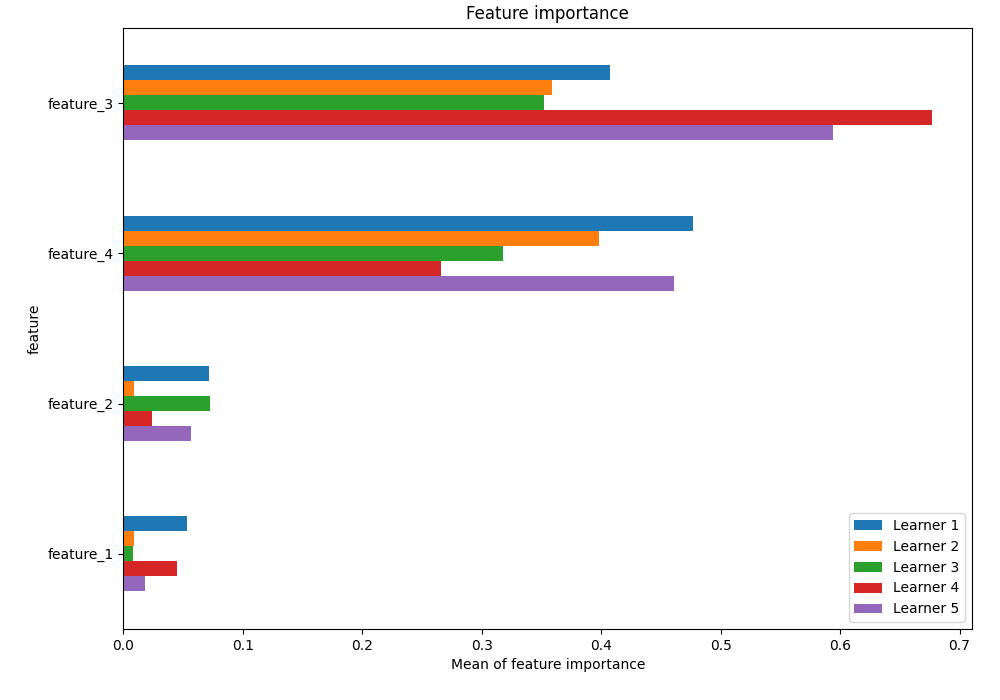 Feature importance
feature_3
feature_4
feature_2
feature_1
feature
0.0 0.1 0.2 0.3 0.4 0.5 0.6 0.7
Mean of feature importance
Learner 1
Learner 2
Learner 3
Learner 4
Learner 5